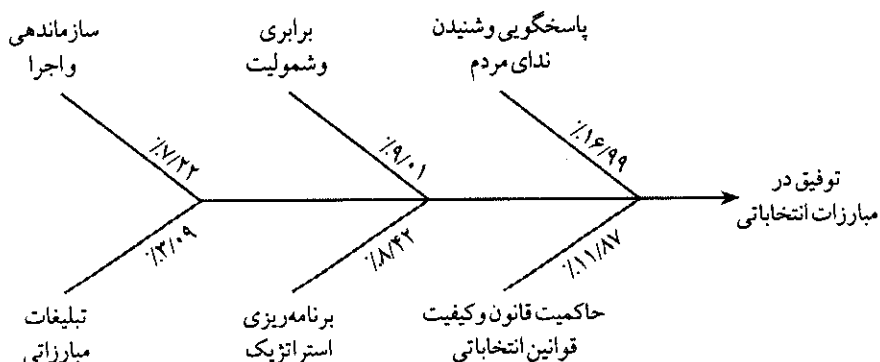 پاسخگویی وشنیدن
ندای مردم
برابری
وشمولیت
سازماندهی
واجرا
٪۱۶/۹۹
٪۹/۰۱
٪۷/۲۲
توفیق در
مبارزات انتخاباتی
٪۱۱/۸۷
٪۸/۴۲
٪۳/۰۹
حاکمیت قانون وکیفیت
قوانین انتخاباتی
برنامه‌ریزی
استراتژیک
تبلیغات
مبارزاتی